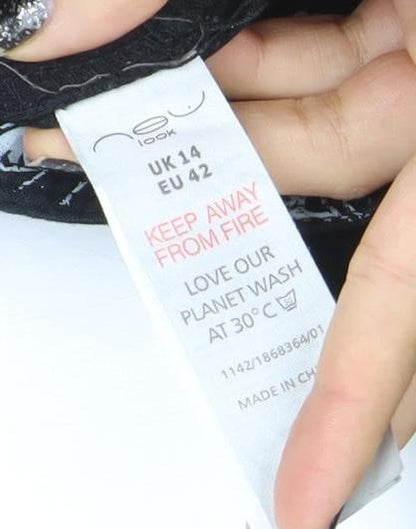 new
look
UK 14
EU 42
KEEP AWAY
FROM FIRE
LOVE OUR
PLANET WASH
AT 30°C 30
1142/1868364/01
MADE IN